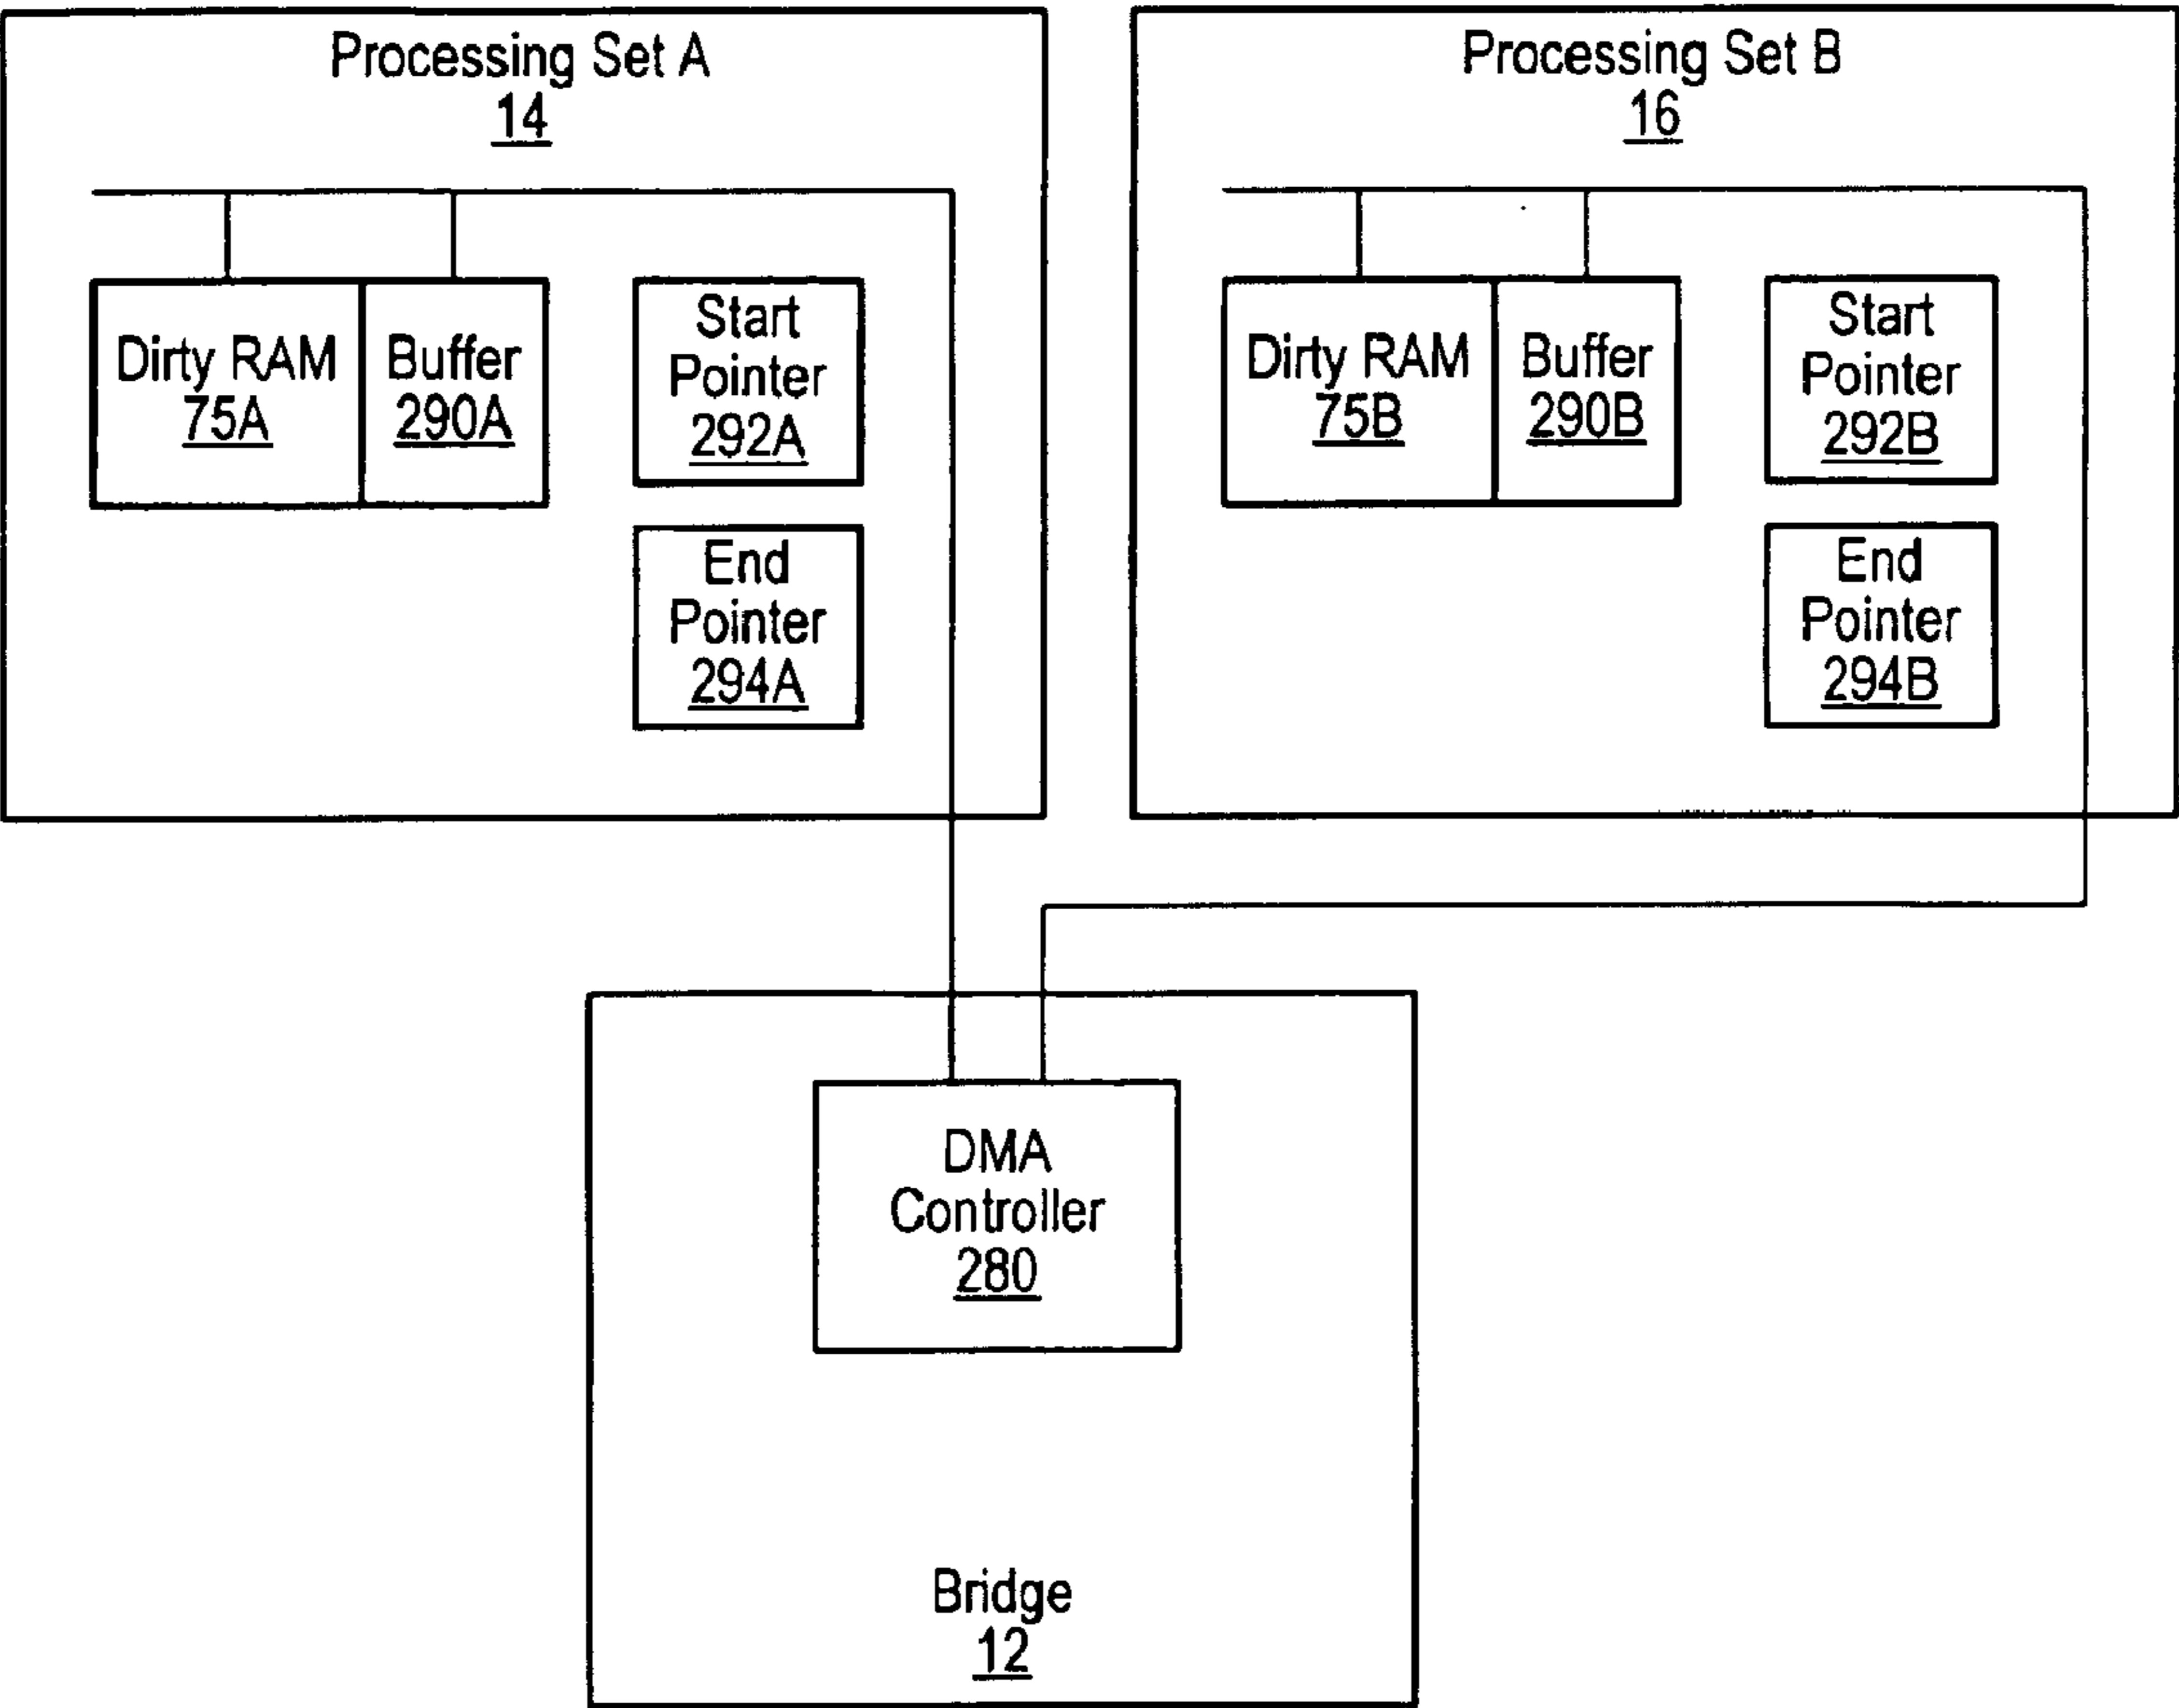 Processing Set A
14
Dirty RAM
75A
Buffer
290A
Start
Pointer
292A
End
Pointer
294A
Processing Set B
16
Dirty RAM
75B
Buffer
290B
Start
Pointer
292B
End
Pointer
294B
DMA
Controller
280
Bridge
12